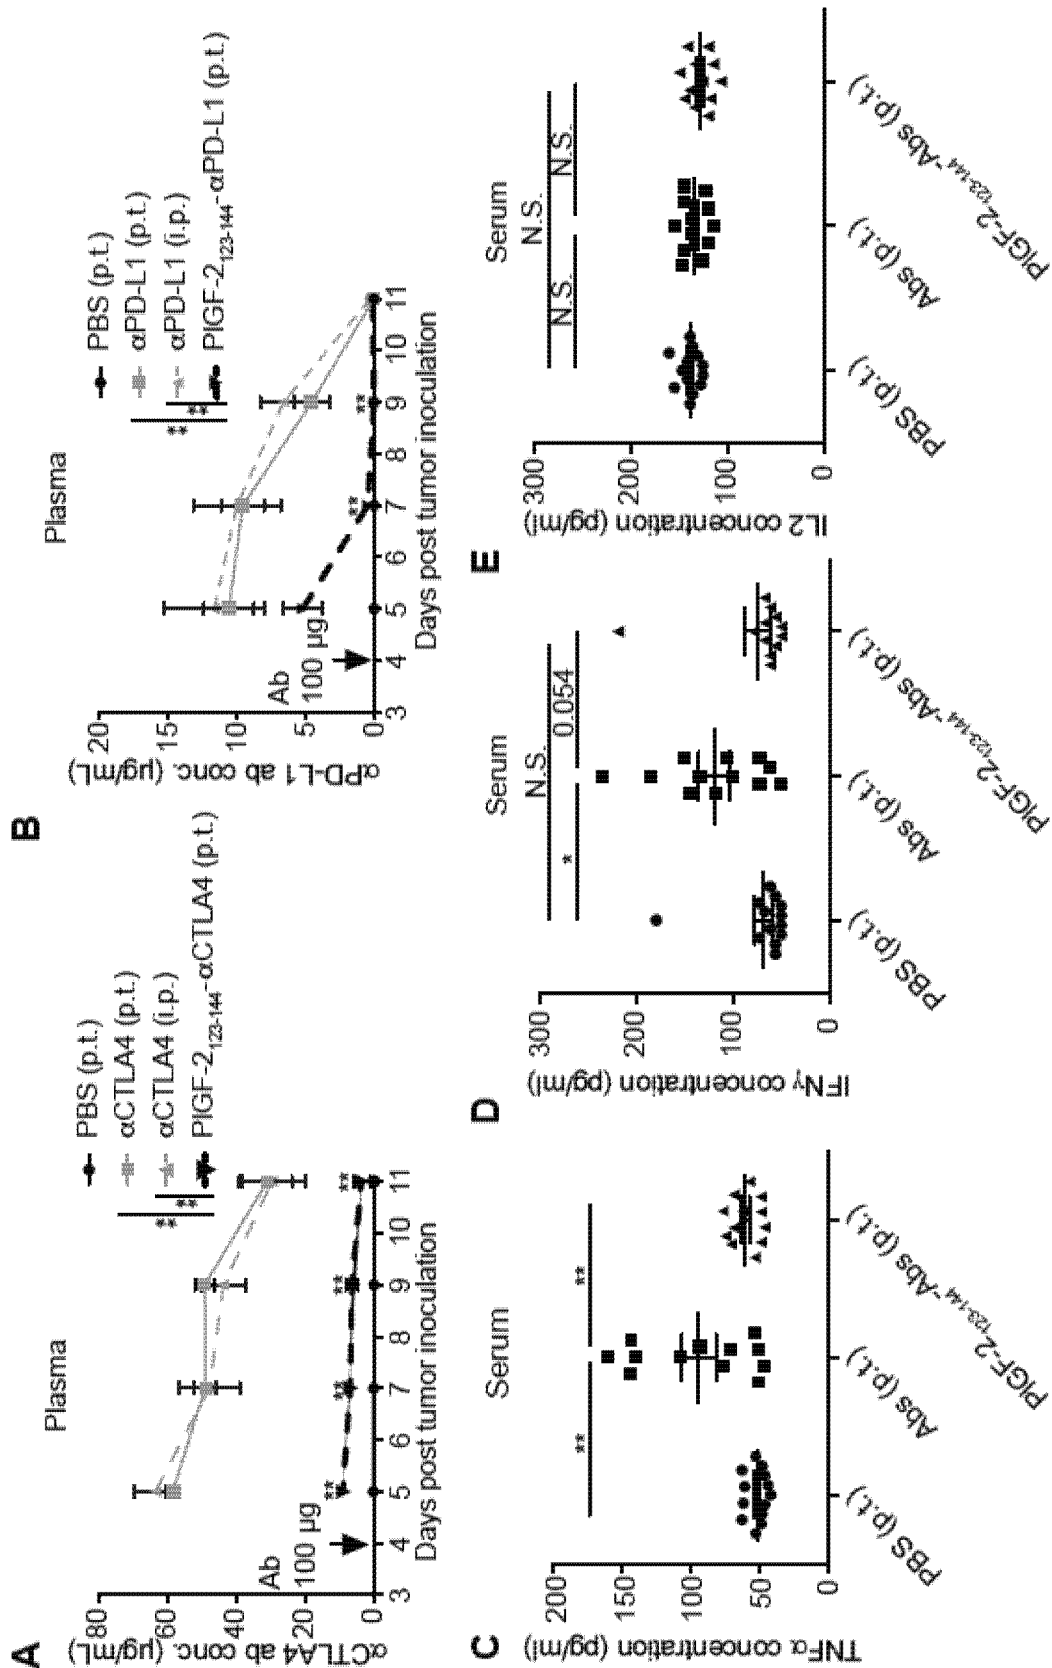 A
Plasma
αCTLA4 ab conc. (μg/mL)
80
60
40
20
0
Ab
100 μg
3 4 5 6 7 8 9 10 11
Days post tumor inoculation
** ** ** **
PBS (p.t.)
αCTLA4 (p.t.)
αCTLA4 (i.p.)
PlGF-2123-144-αCTLA4 (p.t.)
**
**
B
Plasma
αPD-L1 ab conc. (μg/mL)
20
15
10
5
0
Ab
100 μg
3 4 5 6 7 8 9 10 11
Days post tumor inoculation
** **
PBS (p.t.)
αPD-L1 (p.t.)
αPD-L1 (i.p.)
PlGF-2123-144-αPD-L1 (p.t.)
**
**
C
Serum
TNFα concentration (pg/ml)
200
150
100
50
0
** **
PBS (p.t.)
Abs (p.t.)
PlGF-2123-144-Abs (p.t.)
D
Serum
IFNγ concentration (pg/ml)
300
200
100
0
N.S.
* 0.054
PBS (p.t.)
Abs (p.t.)
PlGF-2123-144-Abs (p.t.)
E
Serum
IL2 concentration (pg/ml)
300
200
100
0
N.S.
N.S. N.S.
PBS (p.t.)
Abs (p.t.)
PlGF-2123-144-Abs (p.t.)